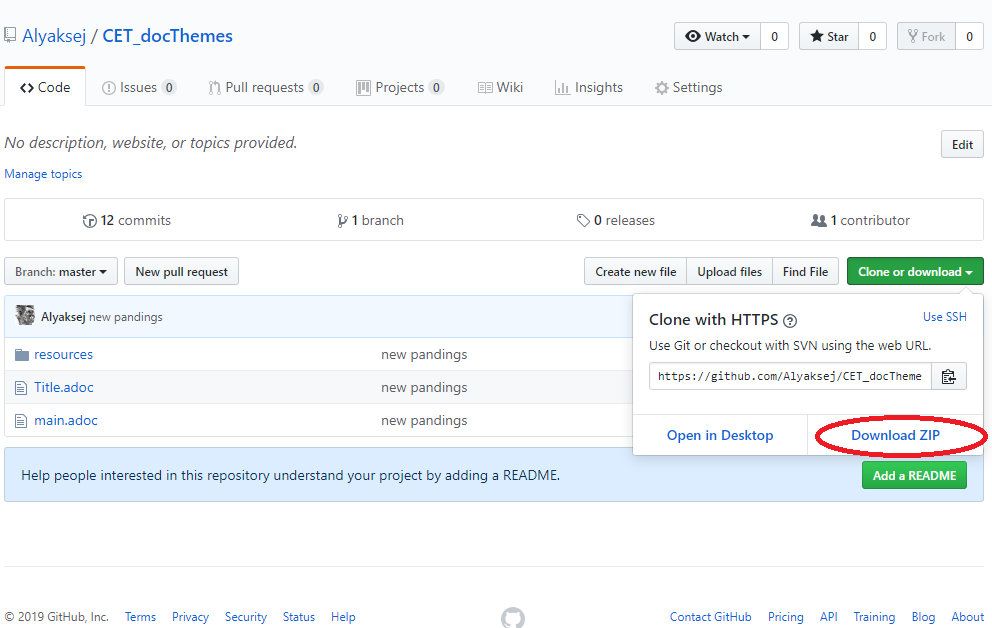 Alyaksej / CET_docThemes
Watch 0 Star 0 Fork 0
Code Issues 0 Pull requests 0 Projects 0 Wiki Insights Settings
No description, website, or topics provided.
Edit
Manage topics
12 commits 1 branch 0 releases 1 contributor
Branch: master New pull request Create new file Upload files Find File Clone or download
Alyaksej new pandings
Clone with HTTPS ? Use SSH
Use Git or checkout with SVN using the web URL.
https://github.com/Alyaksej/CET_docTheme
Open in Desktop Download ZIP
resources new pandings
Title.adoc new pandings
main.adoc new pandings
Help people interested in this repository understand your project by adding a README.
Add a README
© 2019 GitHub, Inc. Terms Privacy Security Status Help Contact GitHub Pricing API Training Blog About